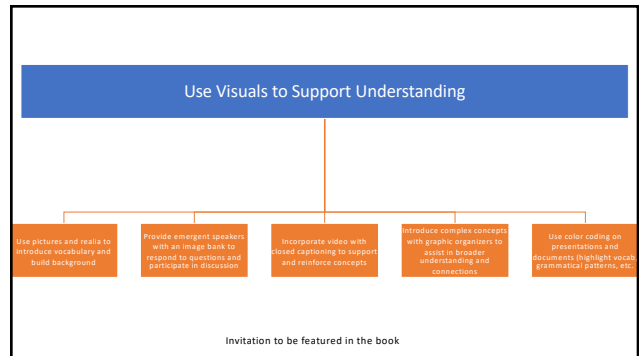 Use Visuals to Support Understanding
Use pictures and realia to
introduce vocabulary and
build background
Provide emergent speakers
with an image bank to
respond to questions and
participate in discussion
Incorporate video with
closed captioning to support
and reinforce concepts
Introduce complex concepts
with graphic organizers to
assist in broader
understanding and
connections
Use color coding on
presentations and
documents (highlight vocab,
grammatical patterns, etc.
Invitation to be featured in the book